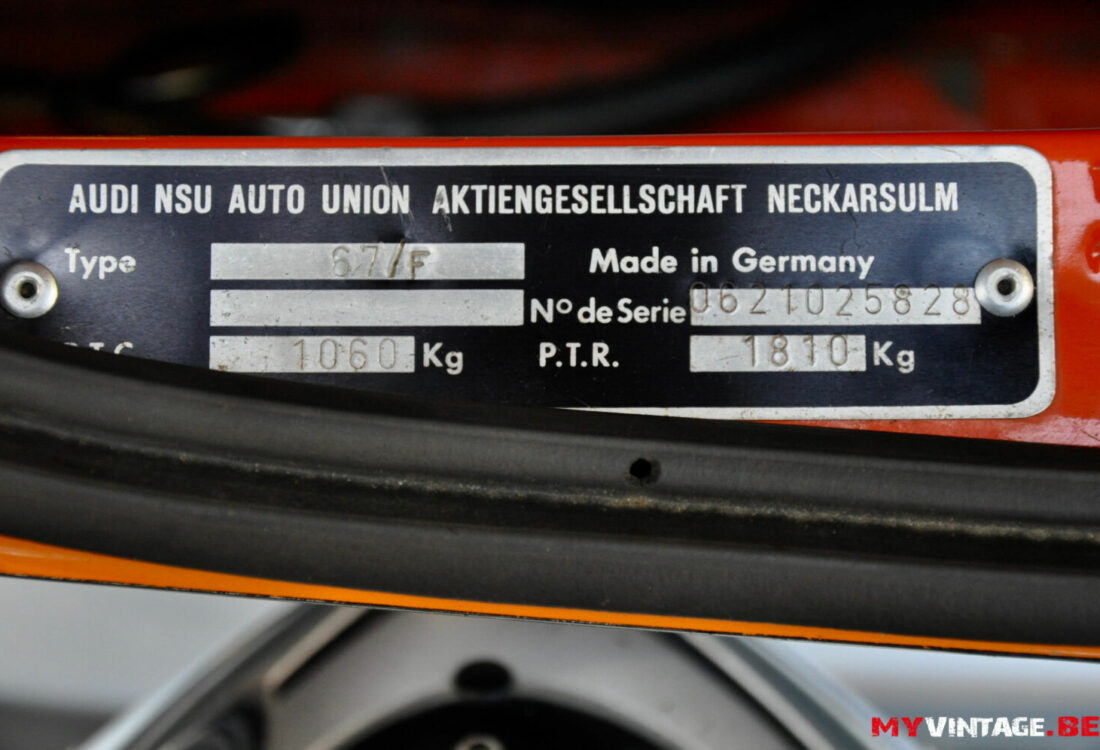 AUDI NSU AUTO UNION AKTIENGESELLSCHAFT NECKARSULM
Type 67/F Made in Germany
Nº de Serie 0621025828
1060 Kg P.T.R. 1810 Kg
MYVINTAGE.BE